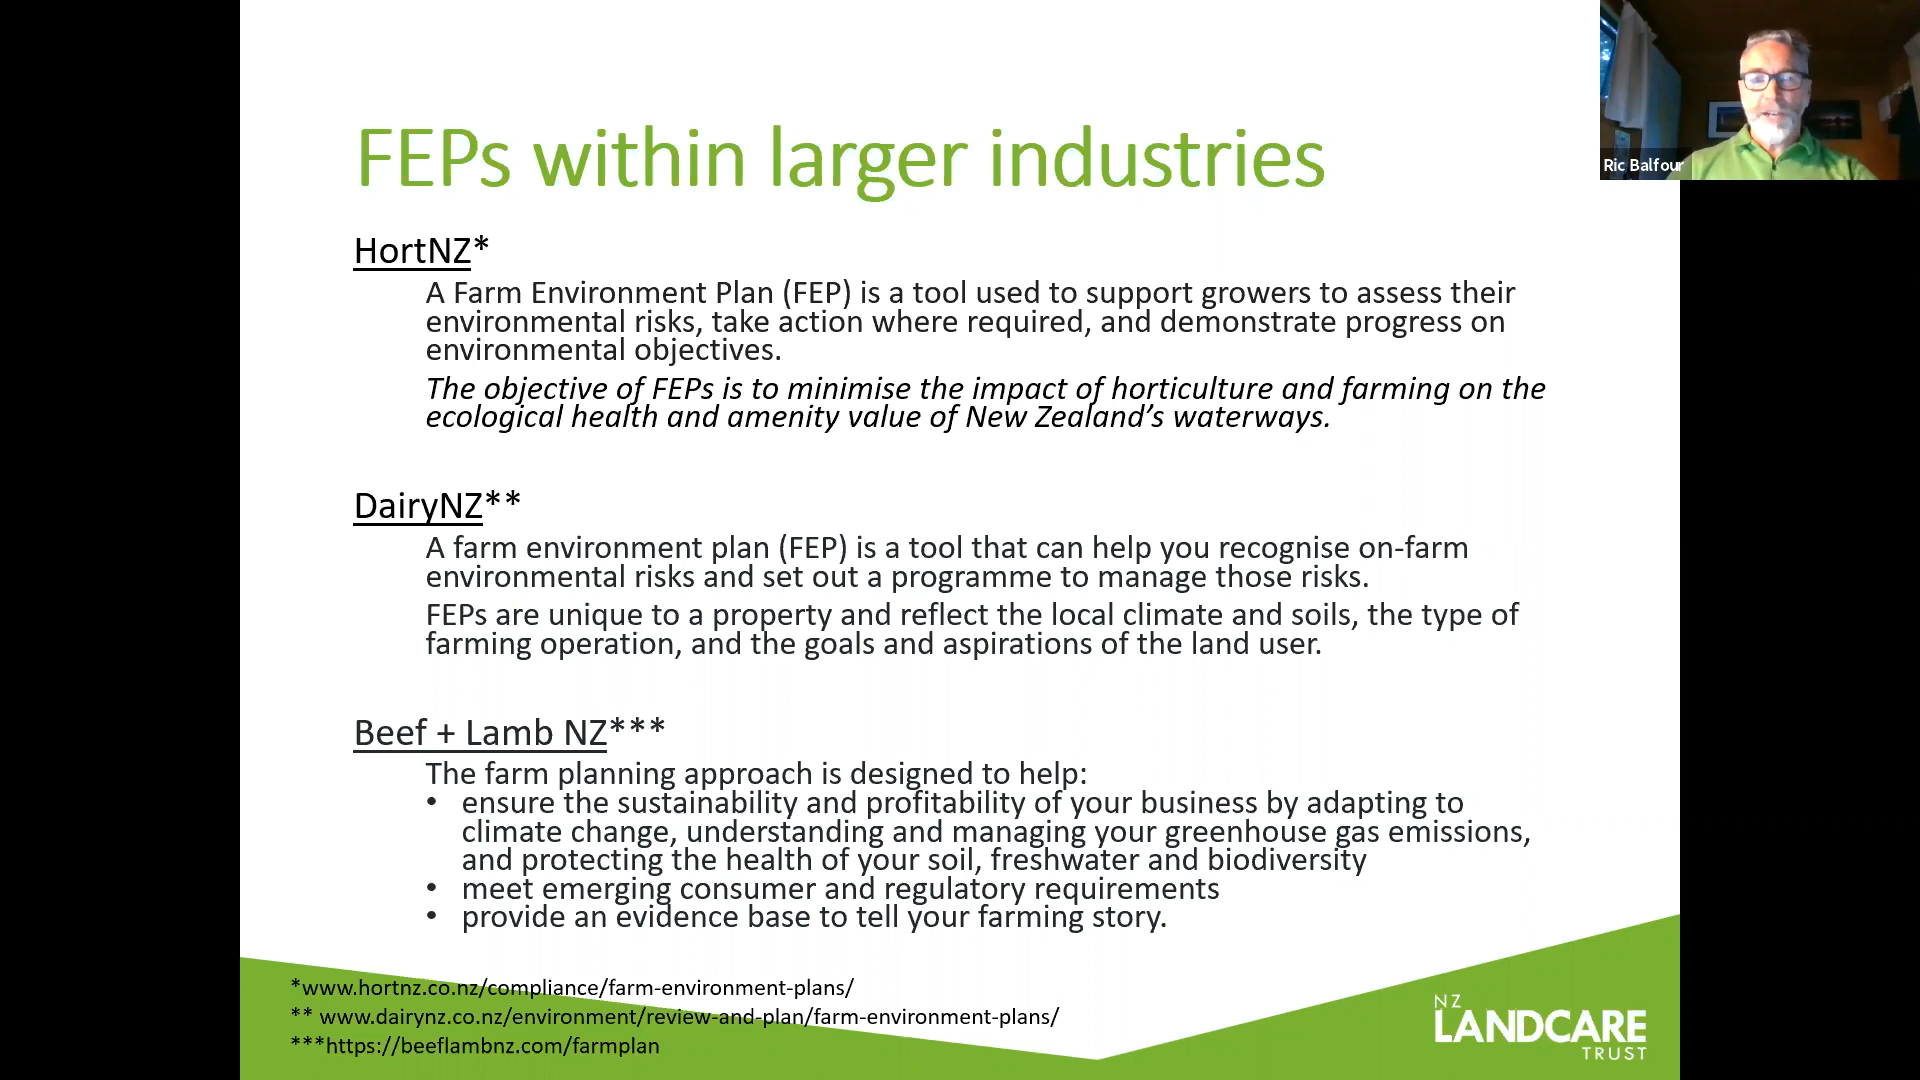 FEPs within larger industries
Ric Balfour
HortNZ*
A Farm Environment Plan (FEP) is a tool used to support growers to assess their
environmental risks, take action where required, and demonstrate progress on
environmental objectives.
The objective of FEPs is to minimise the impact of horticulture and farming on the
ecological health and amenity value of New Zealand’s waterways.
DairyNZ**
A farm environment plan (FEP) is a tool that can help you recognise on-farm
environmental risks and set out a programme to manage those risks.
FEPs are unique to a property and reflect the local climate and soils, the type of
farming operation, and the goals and aspirations of the land user.
Beef + Lamb NZ***
The farm planning approach is designed to help:
• ensure the sustainability and profitability of your business by adapting to
climate change, understanding and managing your greenhouse gas emissions,
and protecting the health of your soil, freshwater and biodiversity
• meet emerging consumer and regulatory requirements
• provide an evidence base to tell your farming story.
*www.hortnz.co.nz/compliance/farm-environment-plans/
** www.dairynz.co.nz/environment/review-and-plan/farm-environment-plans/
***https://beeflambnz.com/farmplan
NZ
LANDCARE
TRUST